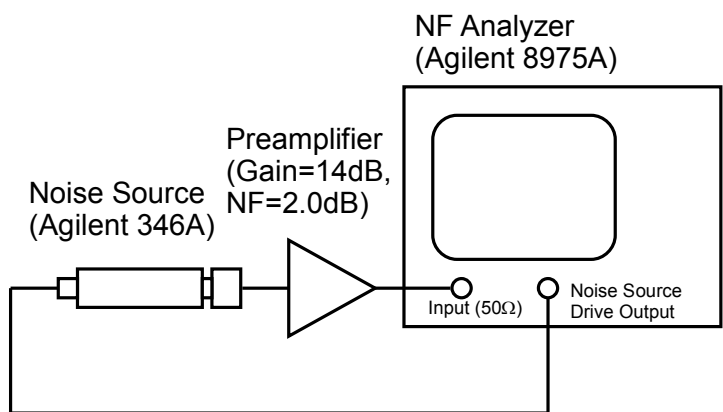 NF Analyzer
(Agilent 8975A)
Preamplifier
(Gain=14dB,
NF=2.0dB)
Noise Source
(Agilent 346A)
Input (50Ω)
Noise Source
Drive Output